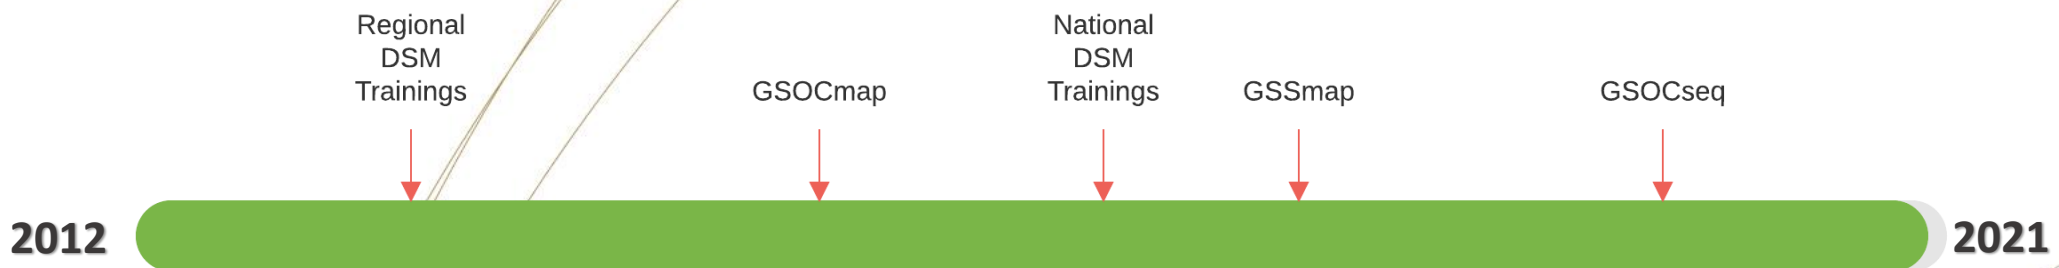 Regional
DSM
Trainings
GSOCmap
National
DSM
Trainings
GSSmap
GSOCseq
2012
2021